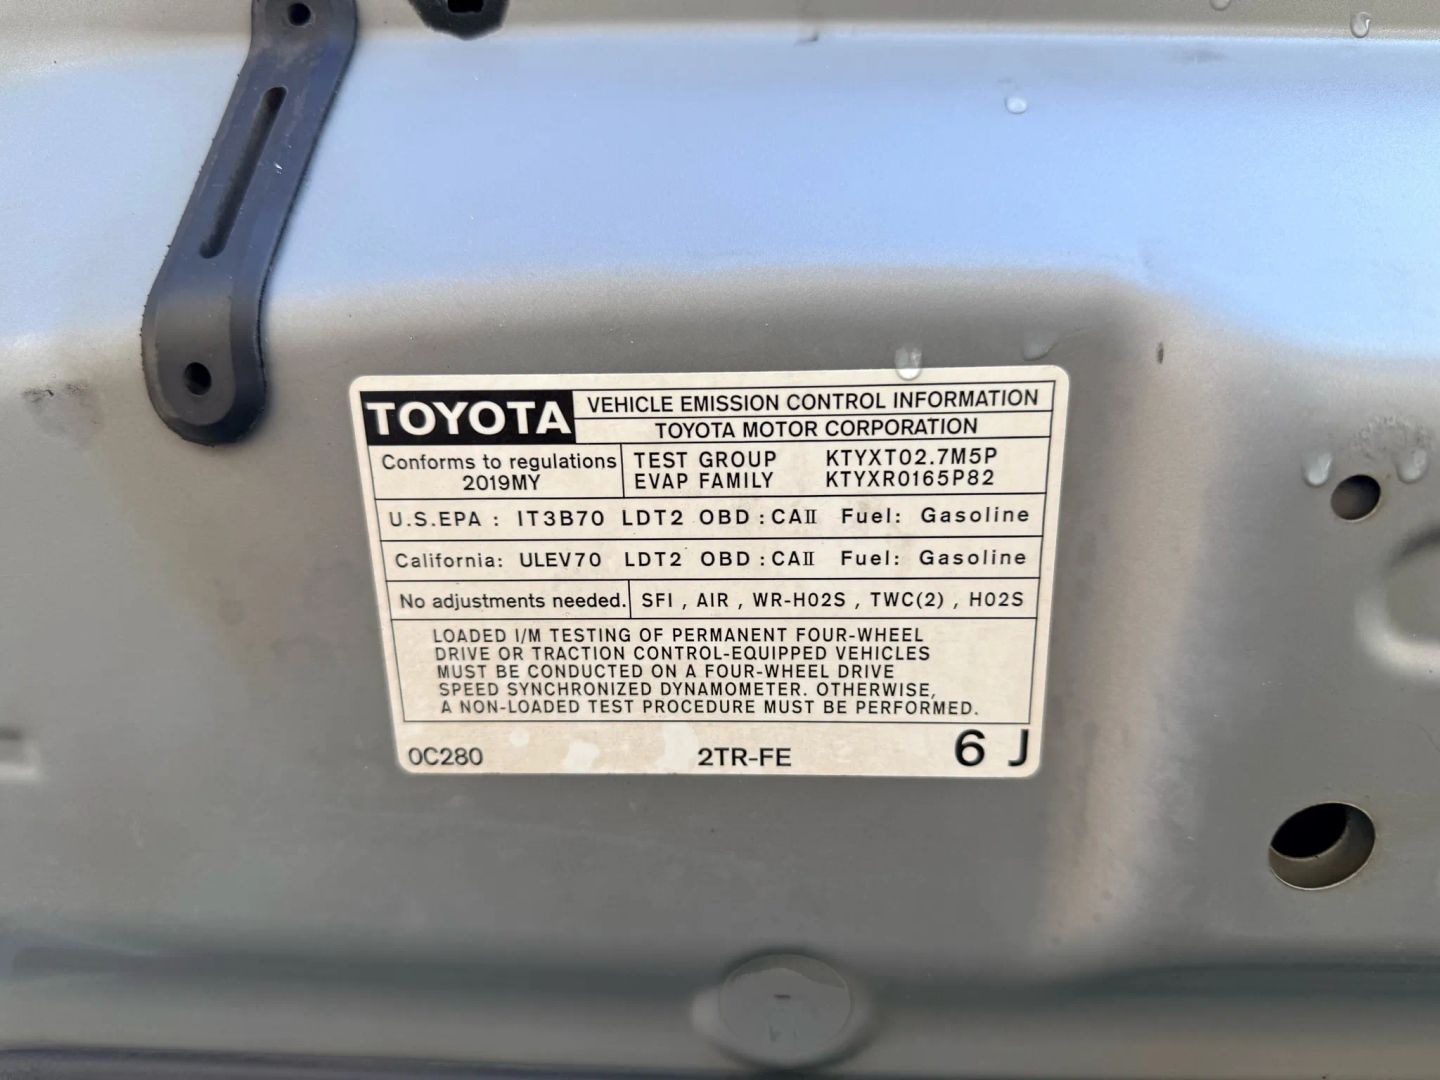 TOYOTA
VEHICLE EMISSION CONTROL INFORMATION
TOYOTA MOTOR CORPORATION
Conforms to regulations
2019MY
TEST GROUP KTYXT02.7M5P
EVAP FAMILY KTYXR0165P82
U.S.EPA : IT3B70 LDT2 OBD : CAII Fuel: Gasoline
California: ULEV70 LDT2 OBD : CAII Fuel: Gasoline
No adjustments needed. SFI , AIR , WR-HO2S , TWC(2) , HO2S
LOADED I/M TESTING OF PERMANENT FOUR-WHEEL
DRIVE OR TRACTION CONTROL-EQUIPPED VEHICLES
MUST BE CONDUCTED ON A FOUR-WHEEL DRIVE
SPEED SYNCHRONIZED DYNAMOMETER. OTHERWISE,
A NON-LOADED TEST PROCEDURE MUST BE PERFORMED.
0C280 2TR-FE 6 J